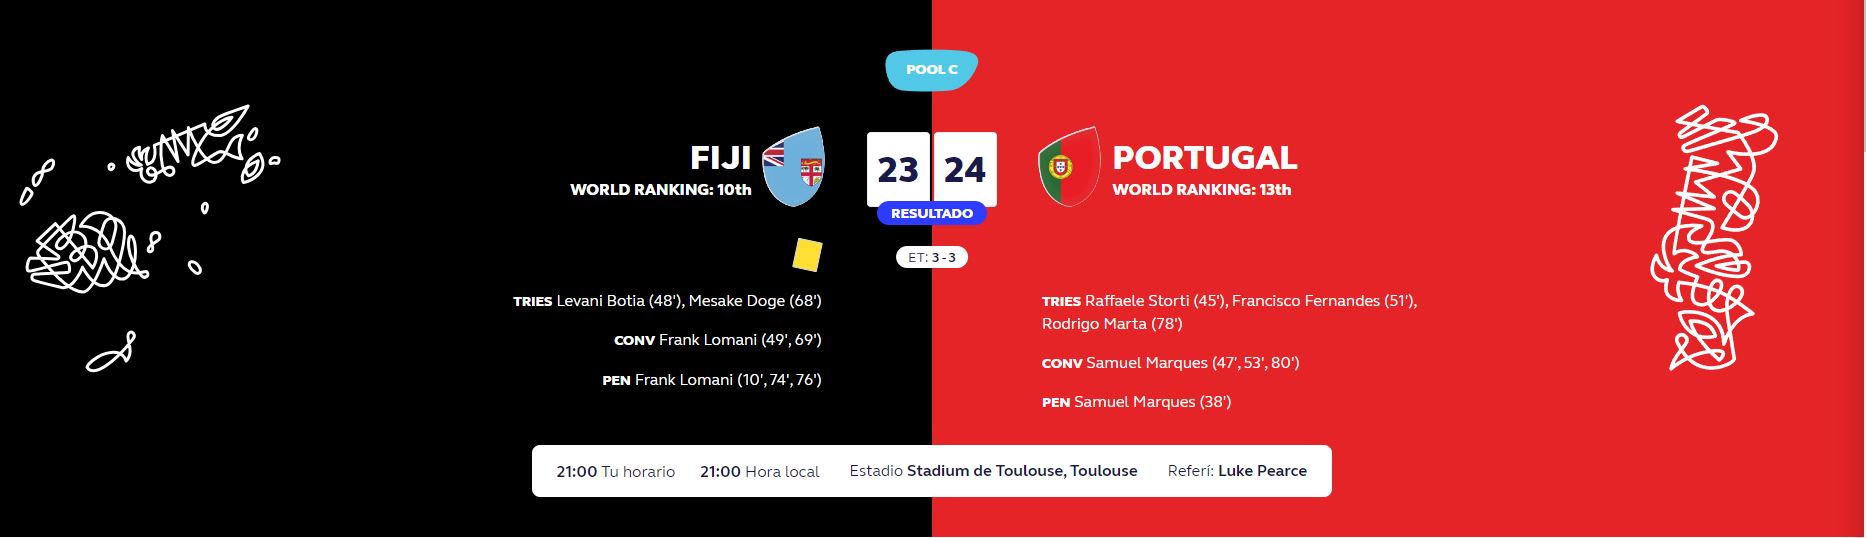 POOL C
FIJI
WORLD RANKING: 10th
23 24
PORTUGAL
WORLD RANKING: 13th
RESULTADO
ET: 3 - 3
TRIES Levani Botia (48'), Mesake Doge (68')
CONV Frank Lomani (49', 69')
PEN Frank Lomani (10', 74', 76')
TRIES Raffaele Storti (45'), Francisco Fernandes (51'),
Rodrigo Marta (78')
CONV Samuel Marques (47', 53', 80')
PEN Samuel Marques (38')
21:00 Tu horario 21:00 Hora local Estadio Stadium de Toulouse, Toulouse Referí: Luke Pearce